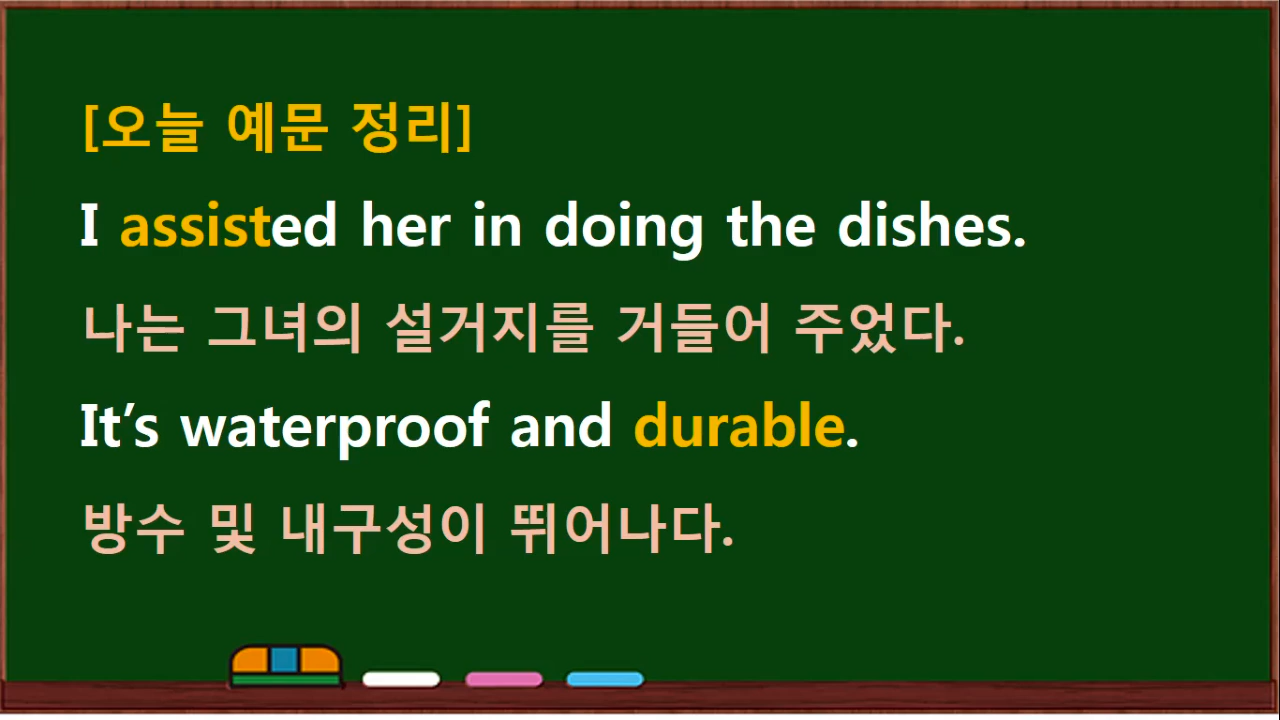 [오늘 예문 정리]
I assisted her in doing the dishes.
나는 그녀의 설거지를 거들어 주었다.
It’s waterproof and durable.
방수 및 내구성이 뛰어나다.